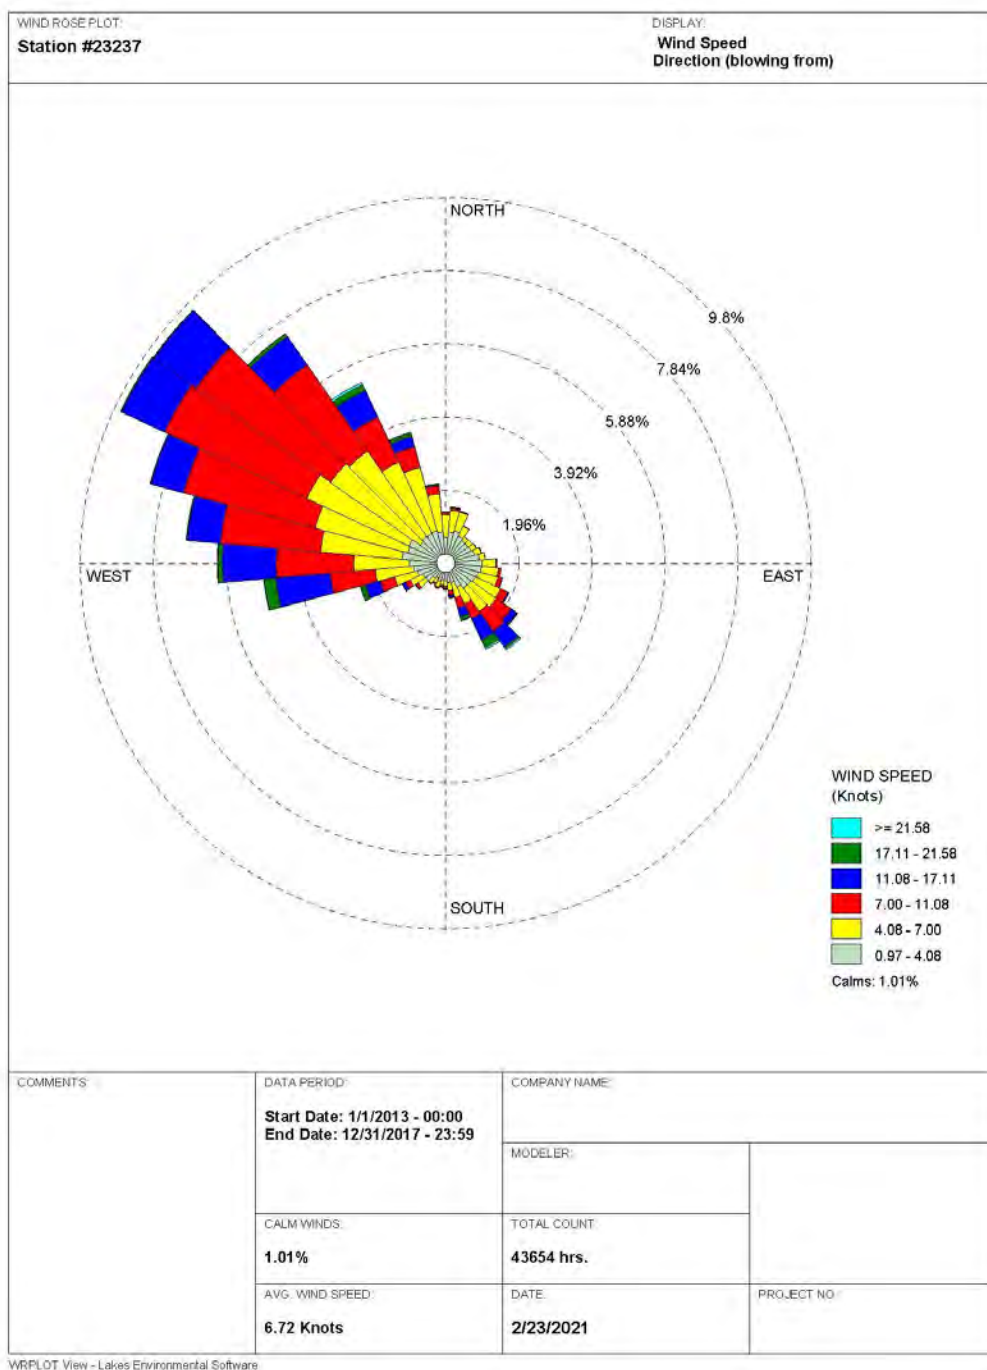 WIND ROSE PLOT:
Station #23237
DISPLAY:
Wind Speed
Direction (blowing from)
NORTH
9.8%
7.84%
5.88%
3.92%
1.96%
WEST
EAST
SOUTH
WIND SPEED
(Knots)
>= 21.58
17.11 - 21.58
11.08 - 17.11
7.00 - 11.08
4.08 - 7.00
0.97 - 4.08
Calms: 1.01%
COMMENTS:
DATA PERIOD:
Start Date: 1/1/2013 - 00:00
End Date: 12/31/2017 - 23:59
COMPANY NAME:
MODELER:
CALM WINDS:
1.01%
TOTAL COUNT:
43654 hrs.
AVG. WIND SPEED:
6.72 Knots
DATE:
2/23/2021
PROJECT NO.:
WRPLOT View - Lakes Environmental Software